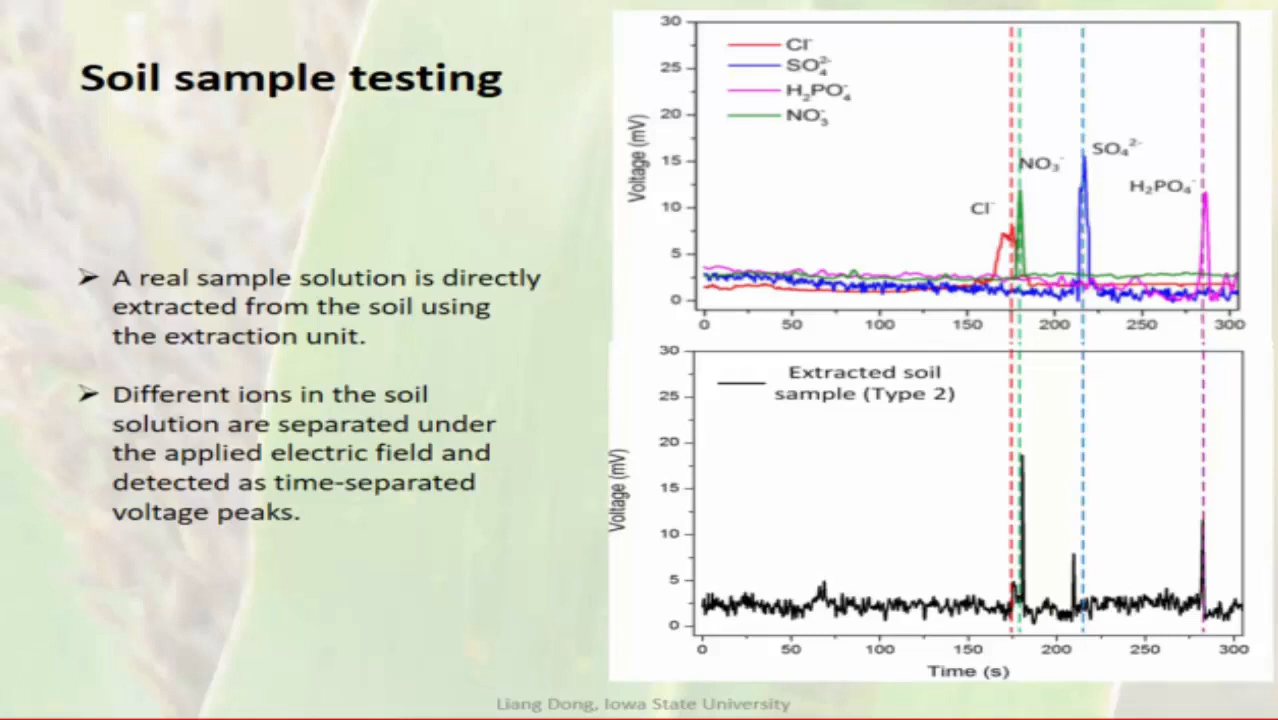 Soil sample testing
➢ A real sample solution is directly
extracted from the soil using
the extraction unit.
➢ Different ions in the soil
solution are separated under
the applied electric field and
detected as time-separated
voltage peaks.
30
25
20
15
10
5
0
Voltage (mV)
Cl⁻
SO₄²⁻
H₂PO₄⁻
NO₃⁻
Cl⁻
NO₃⁻
SO₄²⁻
H₂PO₄⁻
0 50 100 150 200 250 300
30
25
20
15
10
5
0
Voltage (mV)
Extracted soil
sample (Type 2)
0 50 100 150 200 250 300
Time (s)
Liang Dong, Iowa State University